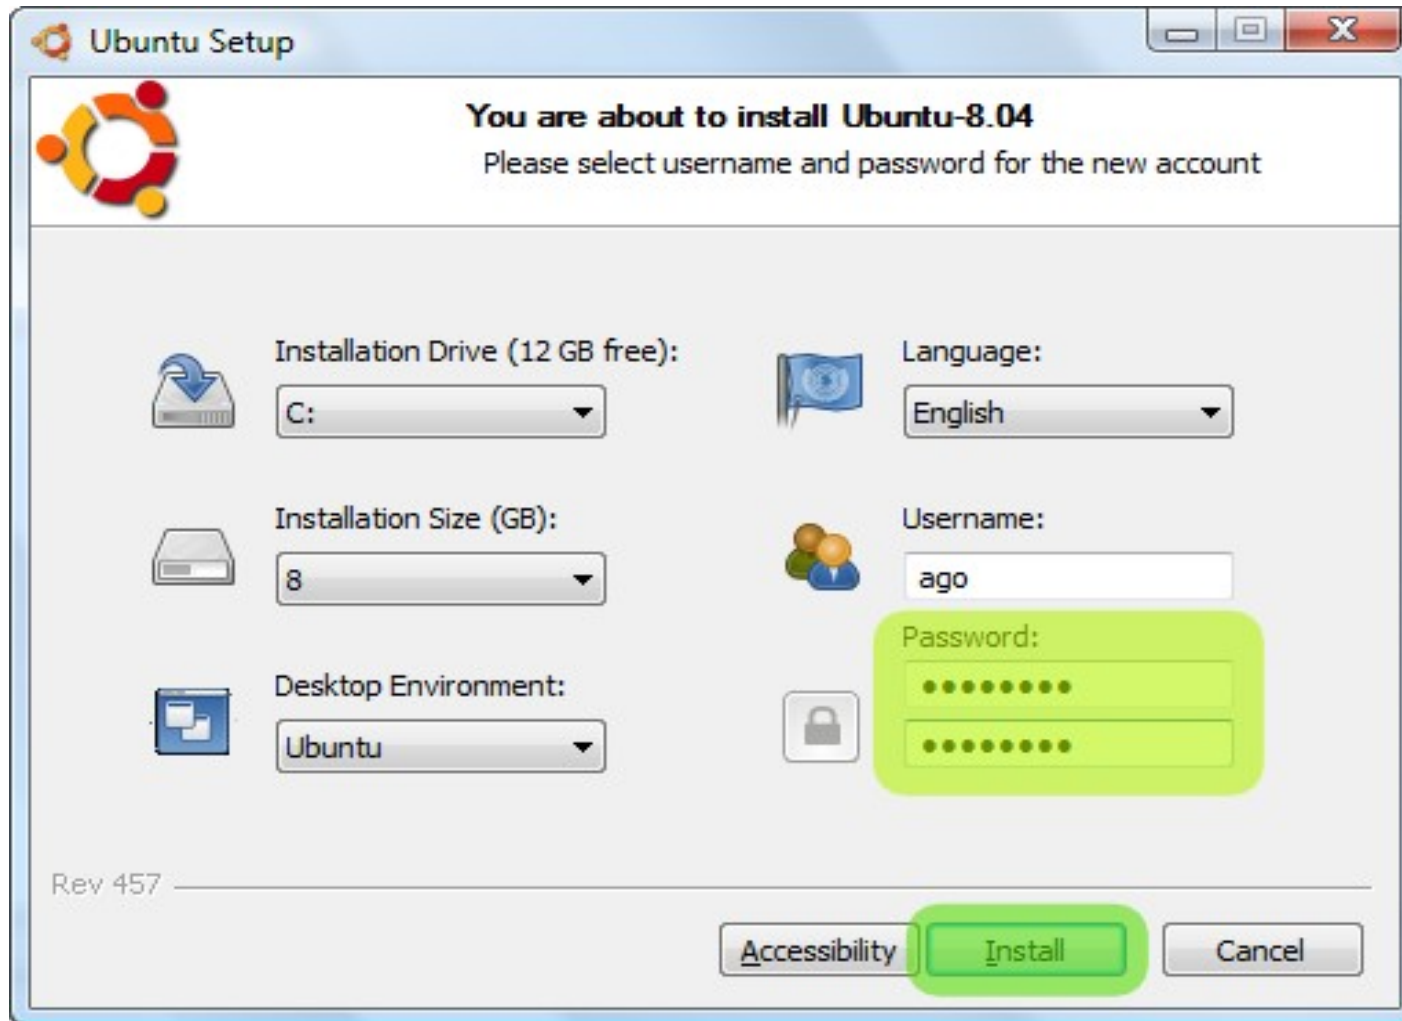 Ubuntu Setup
You are about to install Ubuntu-8.04
Please select username and password for the new account
Installation Drive (12 GB free):
C:
Language:
English
Installation Size (GB):
8
Username:
ago
Desktop Environment:
Ubuntu
Password:
●●●●●●●●
●●●●●●●●
Rev 457
Accessibility
Install
Cancel